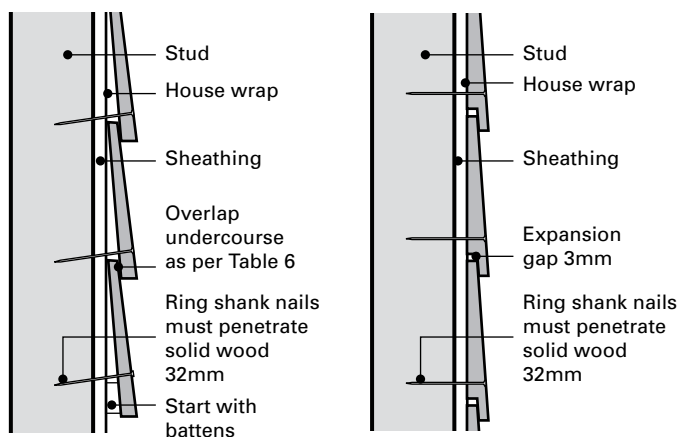 Stud
House wrap
Sheathing
Overlap
undercourse
as per Table 6
Ring shank nails
must penetrate
solid wood
32mm
Start with
battens
Stud
House wrap
Sheathing
Expansion
gap 3mm
Ring shank nails
must penetrate
solid wood
32mm